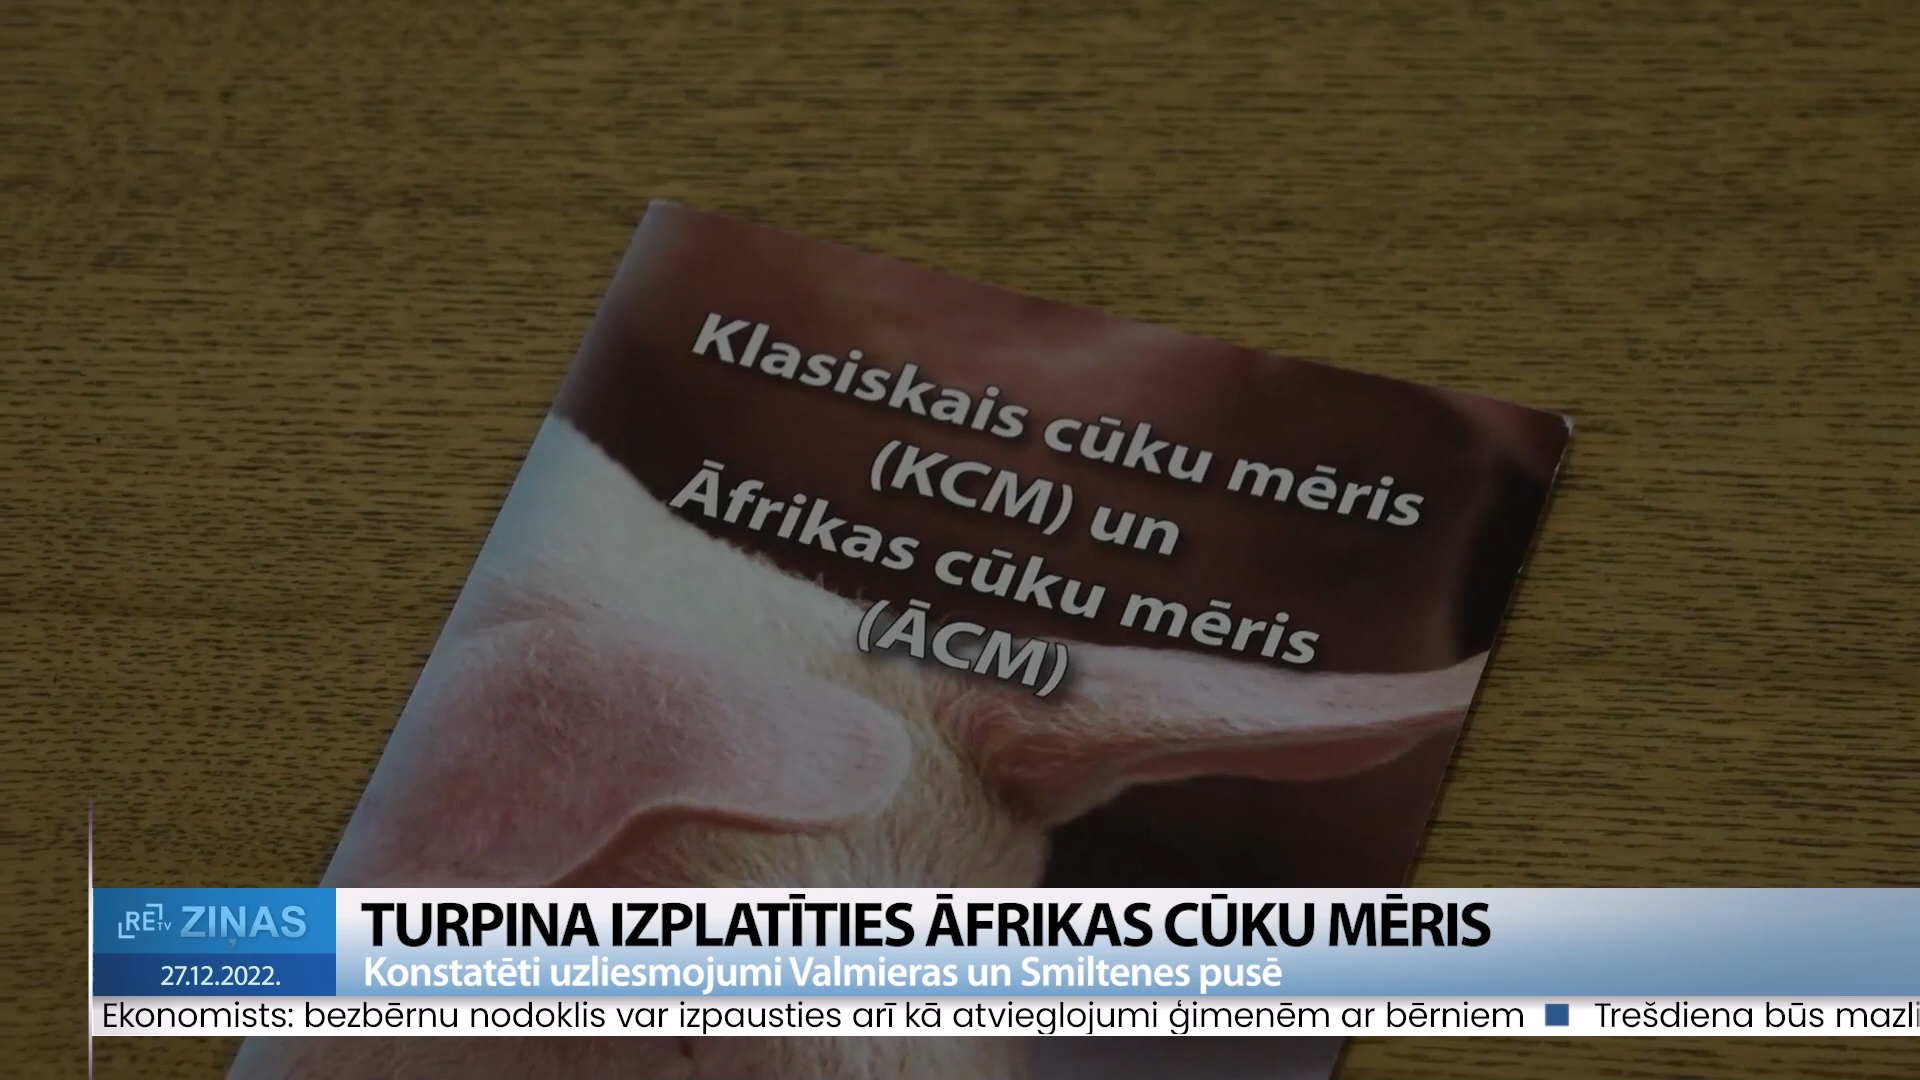 Klasiskais cūku mēris
(KCM) un
Āfrikas cūku mēris
(ĀCM)
RE TV ZIŅAS
TURPINA IZPLATĪTIES ĀFRIKAS CŪKU MĒRIS
27.12.2022.
Konstatēti uzliesmojumi Valmieras un Smiltenes pusē
Ekonomists: bezbērnu nodoklis var izpausties arī kā atvieglojumi ģimenēm ar bērniem ■ Trešdiena būs mazli